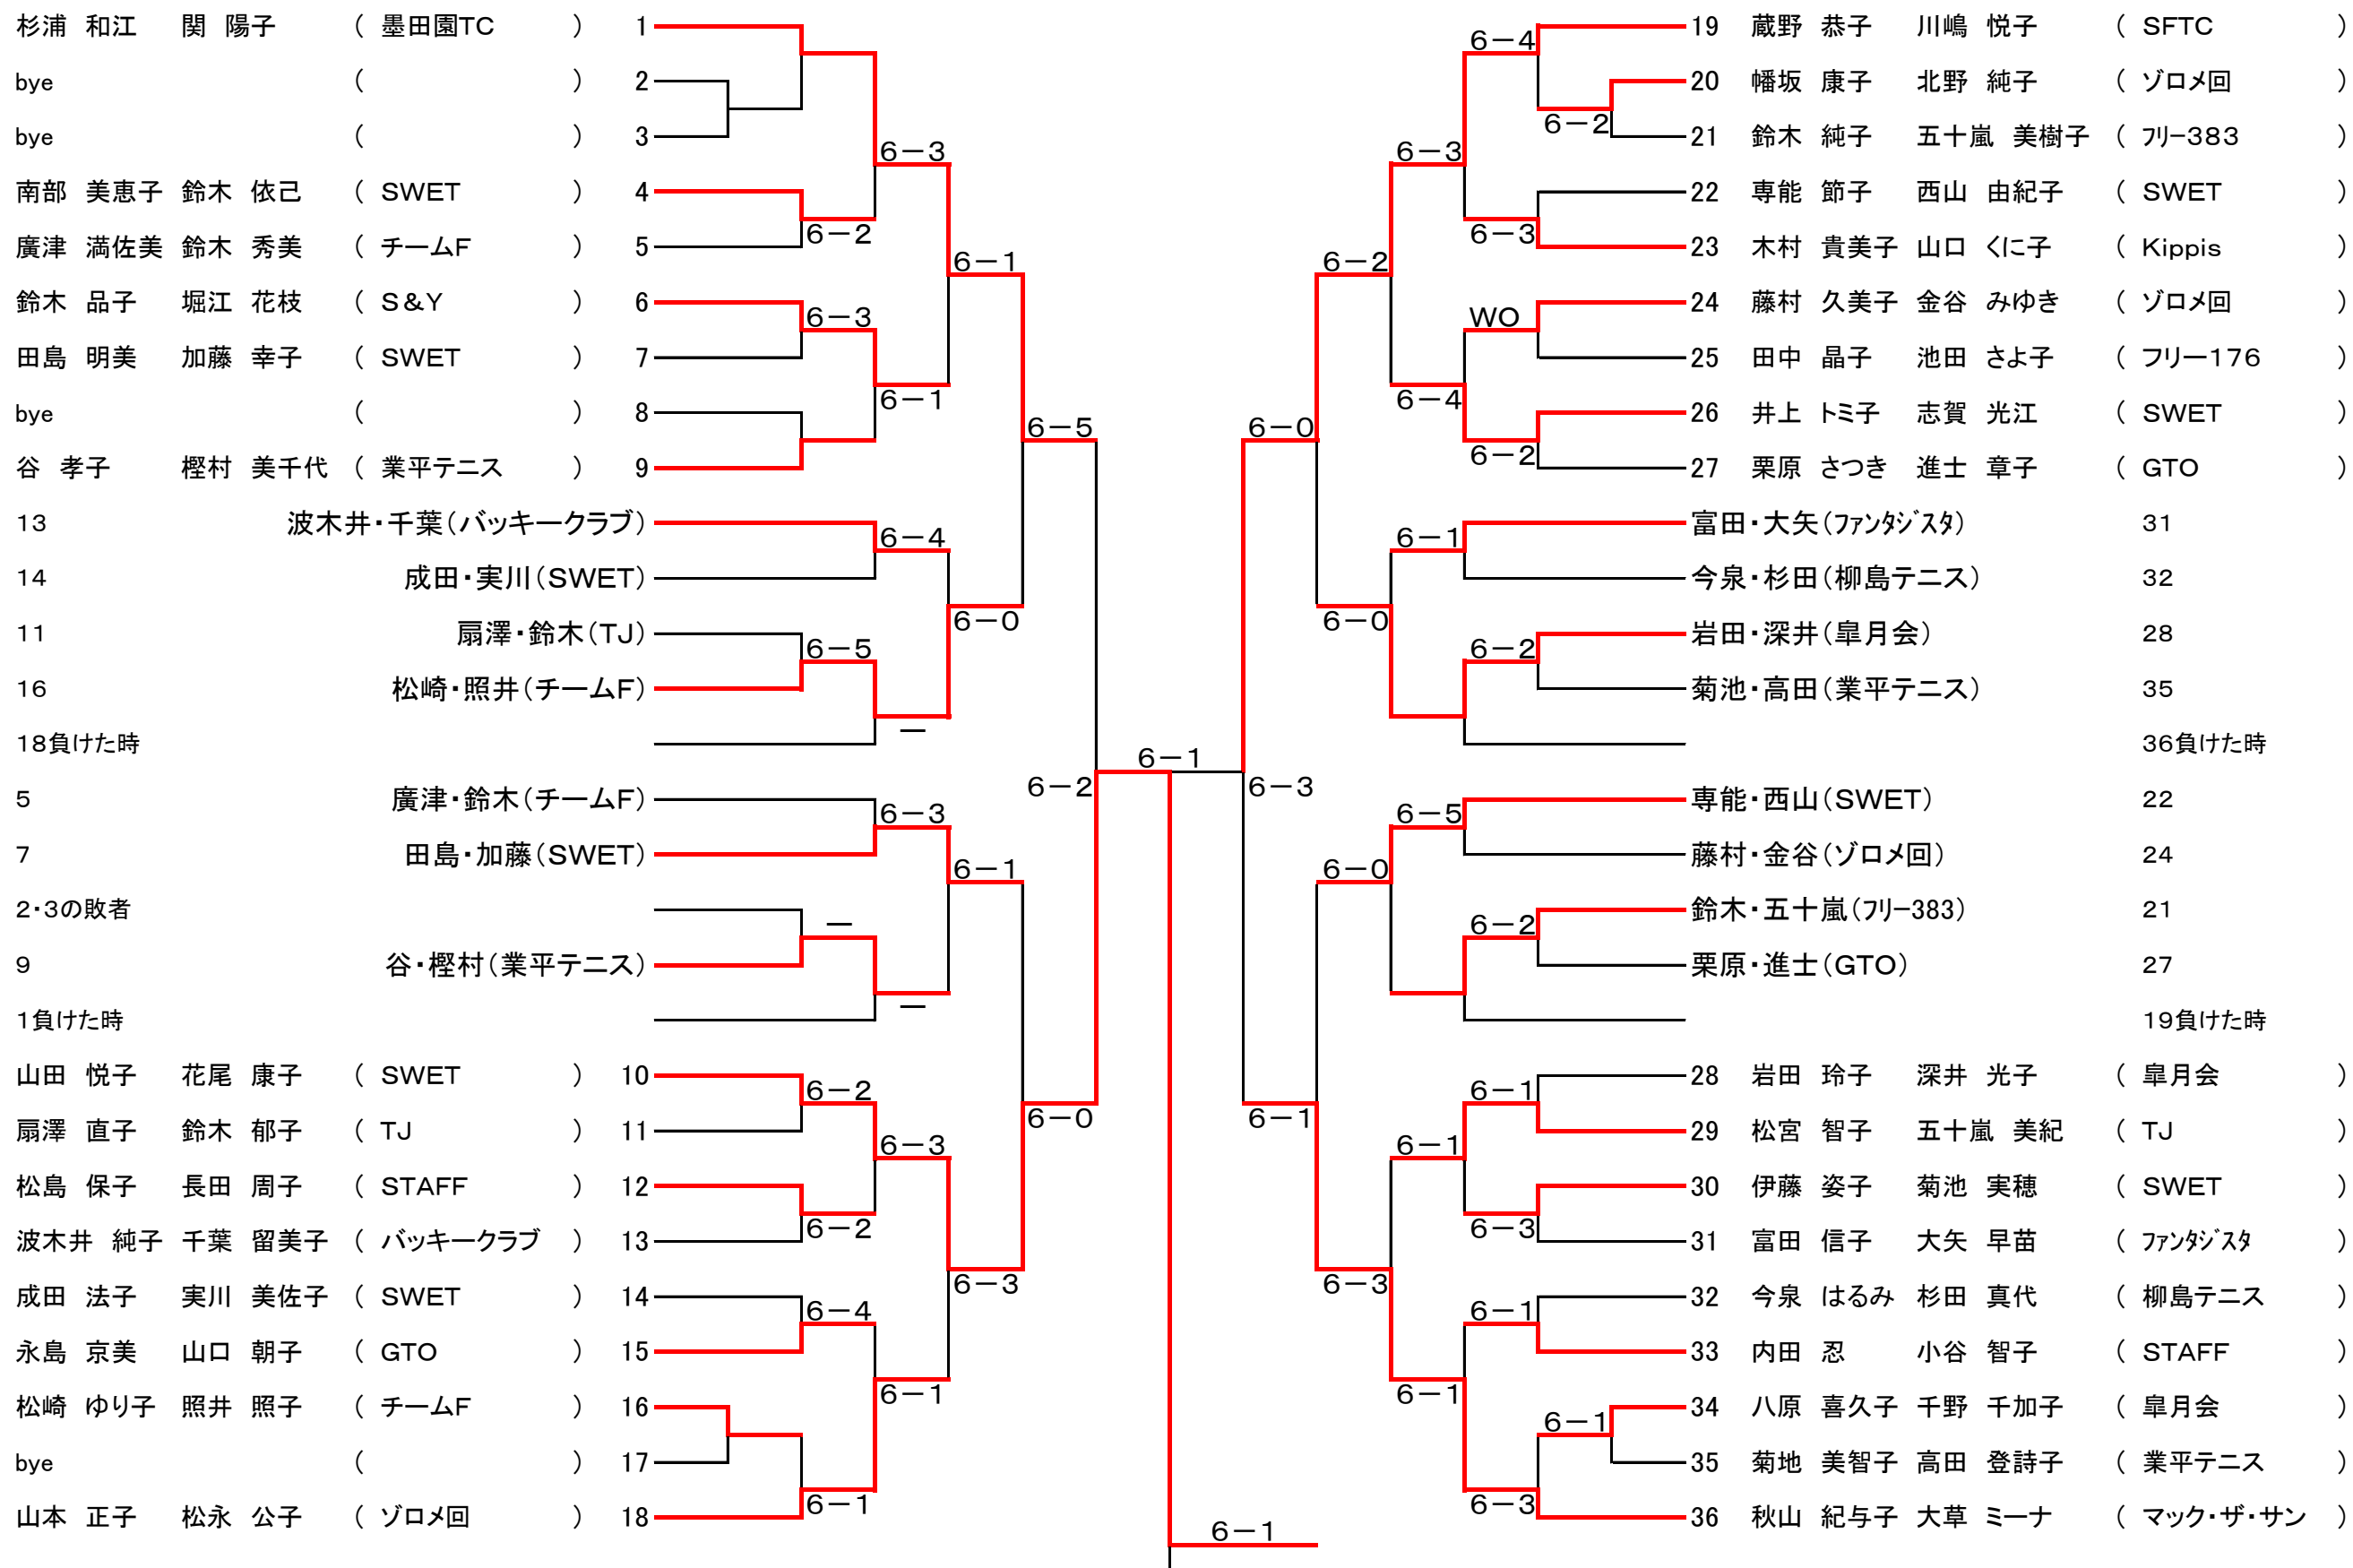 杉浦 和江 関 陽子 ( 墨田園TC ) 1
bye ( ) 2
bye ( ) 3
6-3
南部 美恵子 鈴木 依己 ( SWET ) 4
6-2
廣津 満佐美 鈴木 秀美 ( チームF ) 5
6-1
鈴木 品子 堀江 花枝 ( S&Y ) 6
6-3
田島 明美 加藤 幸子 ( SWET ) 7
6-1
bye ( ) 8
6-5
谷 孝子 樫村 美千代 ( 業平テニス ) 9
13 波木井・千葉(バッキークラブ)
6-4
14 成田・実川(SWET)
6-0
11 扇澤・鈴木(TJ)
6-5
16 松崎・照井(チームF)
-
18負けた時
6-2
5 廣津・鈴木(チームF)
6-3
7 田島・加藤(SWET)
6-1
2・3の敗者
-
9 谷・樫村(業平テニス)
-
1負けた時
山田 悦子 花尾 康子 ( SWET ) 10
6-2
6-0
扇澤 直子 鈴木 郁子 ( TJ ) 11
6-3
松島 保子 長田 周子 ( STAFF ) 12
6-2
波木井 純子 千葉 留美子 ( バッキークラブ ) 13
6-3
成田 法子 実川 美佐子 ( SWET ) 14
6-4
永島 京美 山口 朝子 ( GTO ) 15
6-1
松崎 ゆり子 照井 照子 ( チームF ) 16
bye ( ) 17
6-1
山本 正子 松永 公子 ( ゾロメ回 ) 18
6-1
6-1
19 蔵野 恭子 川嶋 悦子 ( SFTC )
6-4
20 幡坂 康子 北野 純子 ( ゾロメ回 )
6-2
21 鈴木 純子 五十嵐 美樹子 ( フリー383 )
6-3
22 専能 節子 西山 由紀子 ( SWET )
6-3
23 木村 貴美子 山口 くに子 ( Kippis )
6-2
24 藤村 久美子 金谷 みゆき ( ゾロメ回 )
WO
25 田中 晶子 池田 さよ子 ( フリー176 )
6-4
26 井上 トミ子 志賀 光江 ( SWET )
6-0
6-2
27 栗原 さつき 進士 章子 ( GTO )
富田・大矢(ファンタジスタ) 31
6-1
今泉・杉田(柳島テニス) 32
6-0
岩田・深井(皐月会) 28
6-2
菊池・高田(業平テニス) 35
36負けた時
6-3
専能・西山(SWET) 22
6-5
藤村・金谷(ゾロメ回) 24
6-0
鈴木・五十嵐(フリー383) 21
6-2
栗原・進士(GTO) 27
19負けた時
28 岩田 玲子 深井 光子 ( 皐月会 )
6-1
6-1
29 松宮 智子 五十嵐 美紀 ( TJ )
6-1
30 伊藤 姿子 菊池 実穂 ( SWET )
6-3
31 富田 信子 大矢 早苗 ( ファンタジスタ )
6-3
32 今泉 はるみ 杉田 真代 ( 柳島テニス )
6-1
33 内田 忍 小谷 智子 ( STAFF )
6-1
34 八原 喜久子 千野 千加子 ( 皐月会 )
6-1
35 菊地 美智子 高田 登詩子 ( 業平テニス )
6-3
36 秋山 紀与子 大草 ミーナ ( マック・ザ・サン )